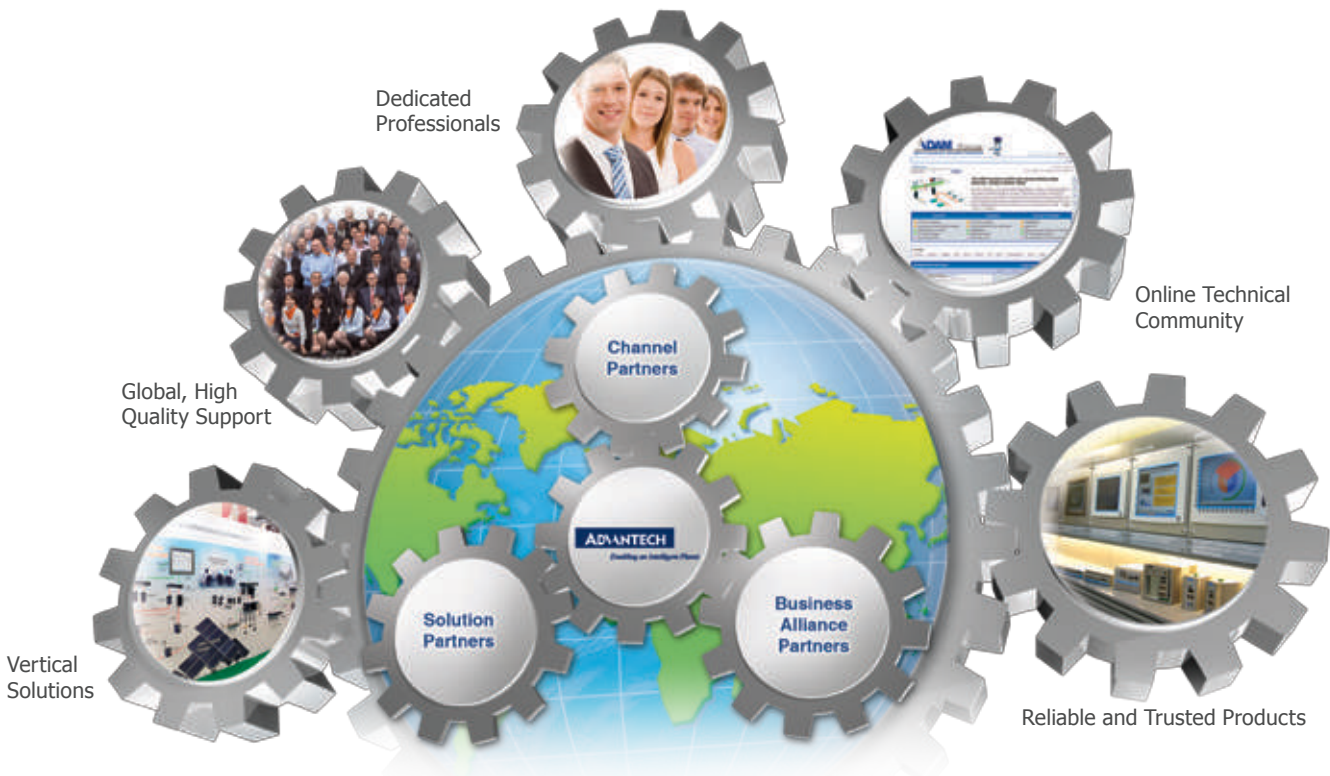 Dedicated
Professionals
Online Technical
Community
Global, High
Quality Support
Channel
Partners
ADVANTECH
Enabling an Intelligent Planet
Solution
Partners
Business
Alliance
Partners
Vertical
Solutions
Reliable and Trusted Products
ADAM